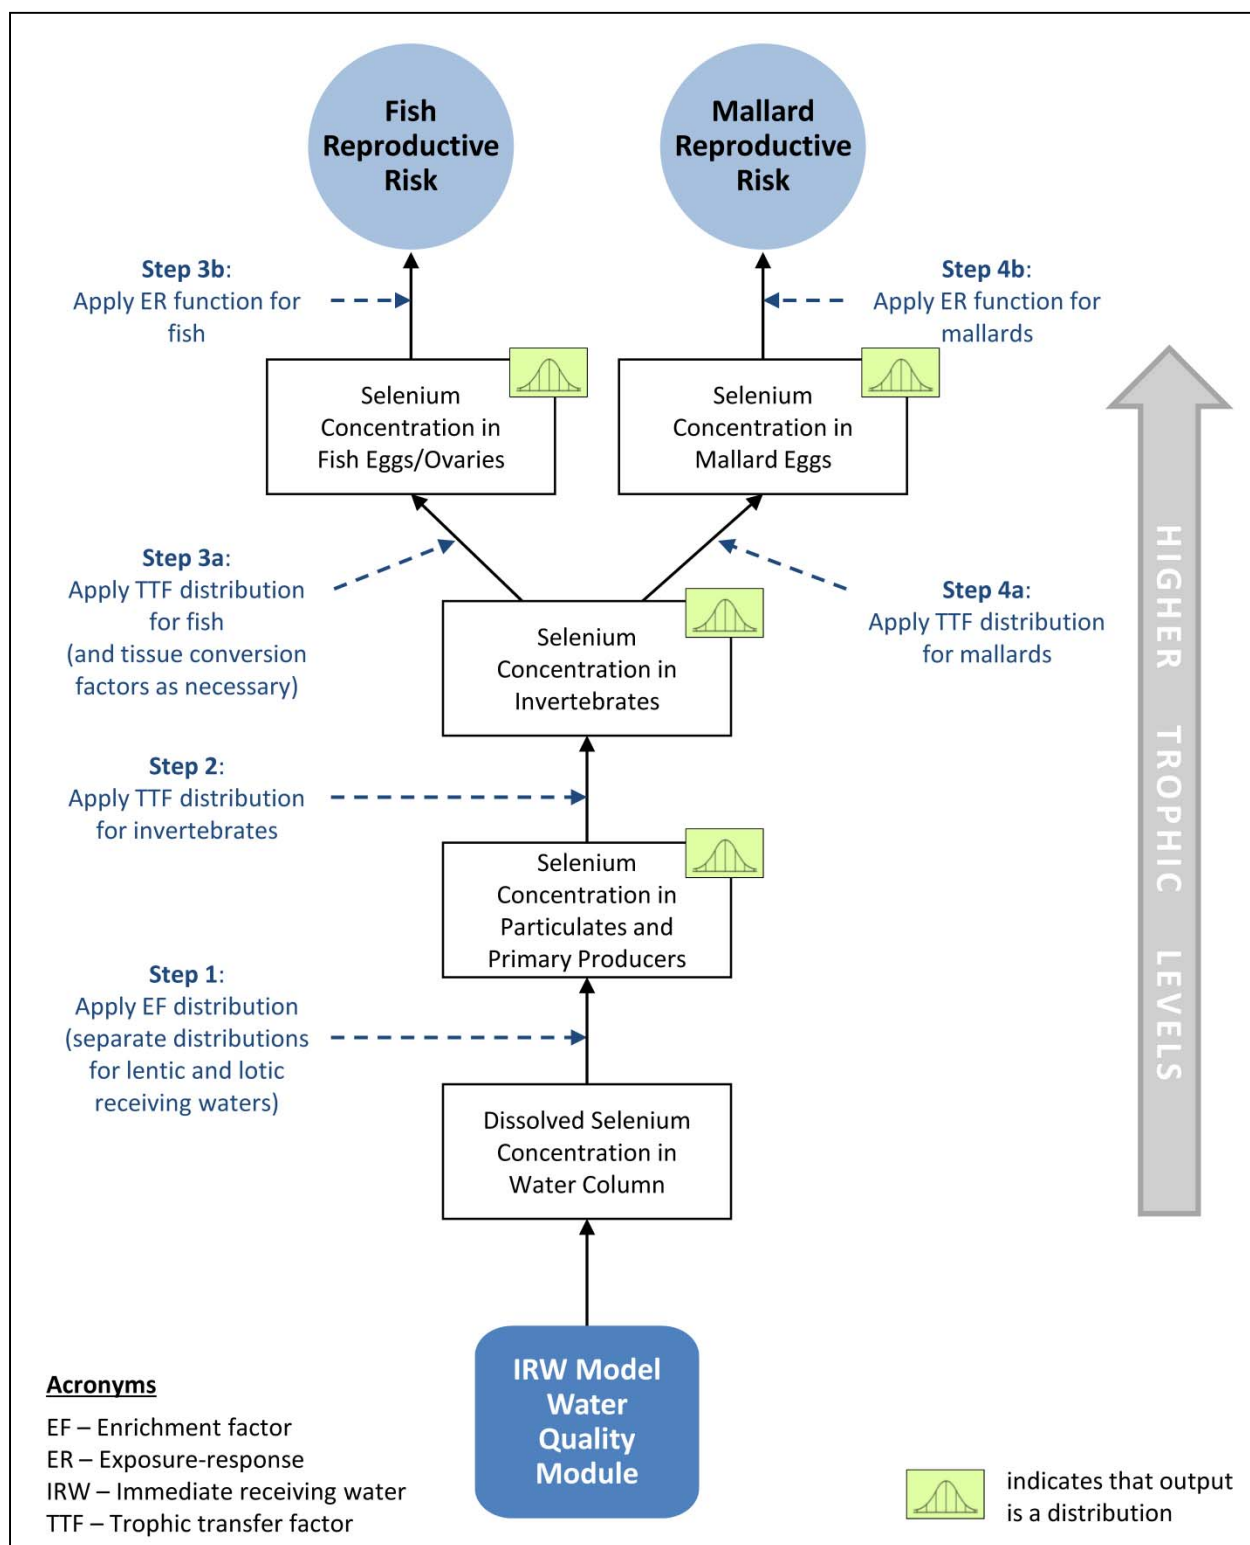 Fish
Reproductive
Risk
Mallard
Reproductive
Risk
Step 3b:
Apply ER function for
fish
Step 4b:
Apply ER function for
mallards
Selenium
Concentration in
Fish Eggs/Ovaries
Selenium
Concentration in
Mallard Eggs
Step 3a:
Apply TTF distribution
for fish
(and tissue conversion
factors as necessary)
Step 4a:
Apply TTF distribution
for mallards
Selenium
Concentration in
Invertebrates
Step 2:
Apply TTF distribution
for invertebrates
Selenium
Concentration in
Particulates and
Primary Producers
Step 1:
Apply EF distribution
(separate distributions
for lentic and lotic
receiving waters)
Dissolved Selenium
Concentration in
Water Column
HIGHER TROPHIC LEVELS
IRW Model
Water
Quality
Module
Acronyms
EF – Enrichment factor
ER – Exposure-response
IRW – Immediate receiving water
TTF – Trophic transfer factor
indicates that output
is a distribution